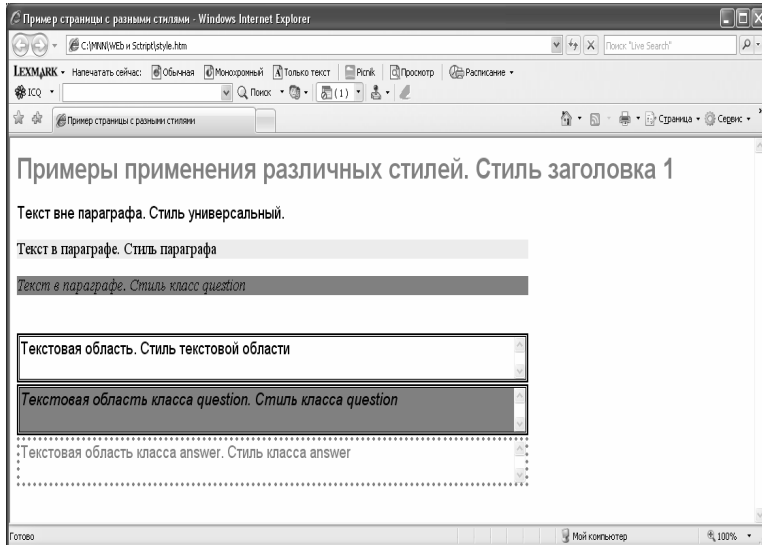 Пример страницы с разными стилями - Windows Internet Explorer
C:\MNN\WEb и Sctript\style.htm
Поиск "Live Search"
LEXMARK Напечатать сейчас: Обычная Монохромный Только текст Picnik Просмотр Расписание
ICQ Поиск (1)
Пример страницы с разными стилями Страница Сервис »
Примеры применения различных стилей. Стиль заголовка 1
Текст вне параграфа. Стиль универсальный.
Текст в параграфе. Стиль параграфа
Текст в параграфе. Стиль класс question
Текстовая область. Стиль текстовой области
Текстовая область класса question. Стиль класса question
Текстовая область класса answer. Стиль класса answer
Готово Мой компьютер 100%